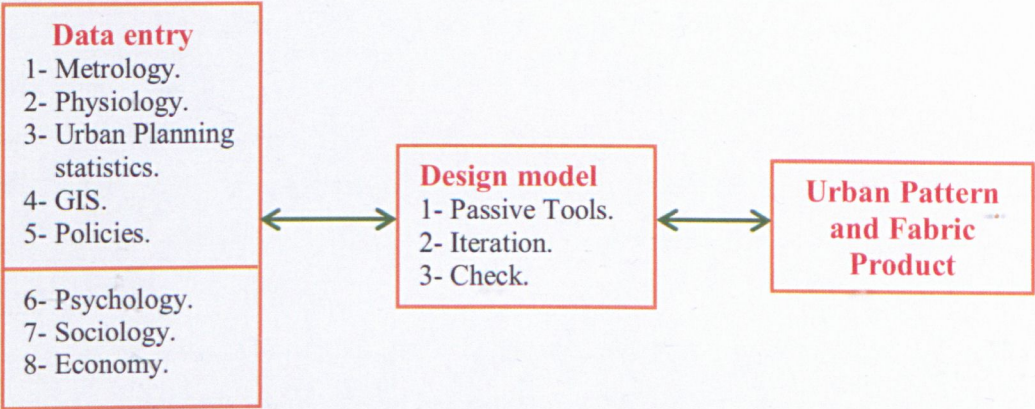 Data entry
1- Metrology.
2- Physiology.
3- Urban Planning
statistics.
4- GIS.
5- Policies.
6- Psychology.
7- Sociology.
8- Economy.
Design model
1- Passive Tools.
2- Iteration.
3- Check.
Urban Pattern
and Fabric
Product